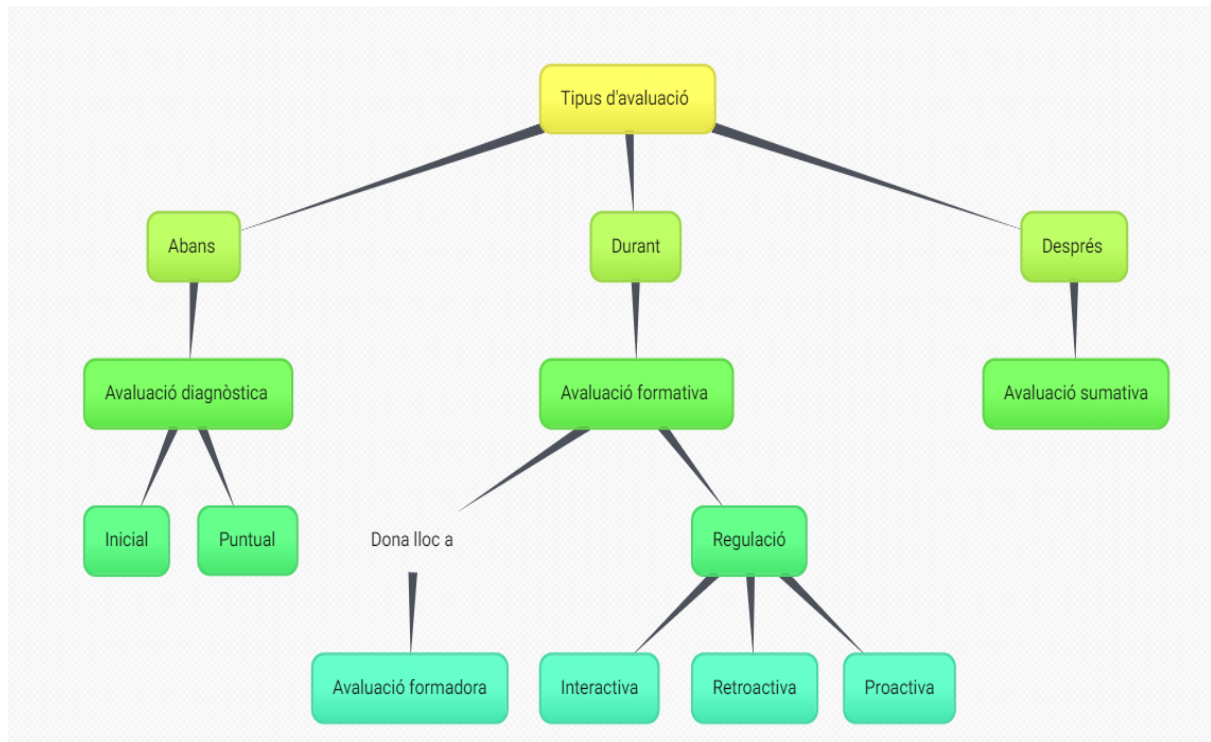 Tipus d'avaluació
Abans
Durant
Després
Avaluació diagnòstica
Avaluació formativa
Avaluació sumativa
Inicial
Puntual
Dona lloc a
Regulació
Avaluació formadora
Interactiva
Retroactiva
Proactiva